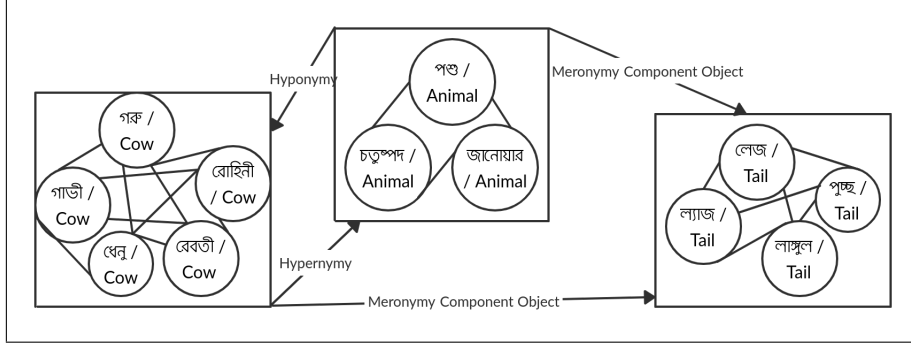 পশু /
Animal
Hyponymy
Meronymy Component Object
গরু /
Cow
চতুষ্পদ /
Animal
জানোয়ার
/ Animal
লেজ /
Tail
রোহিনী
/ Cow
গাভী /
Cow
পুচ্ছ /
Tail
ল্যাজ /
Tail
ধেনু /
Cow
রেবতী /
Cow
লাঙ্গুল /
Tail
Hypernymy
Meronymy Component Object